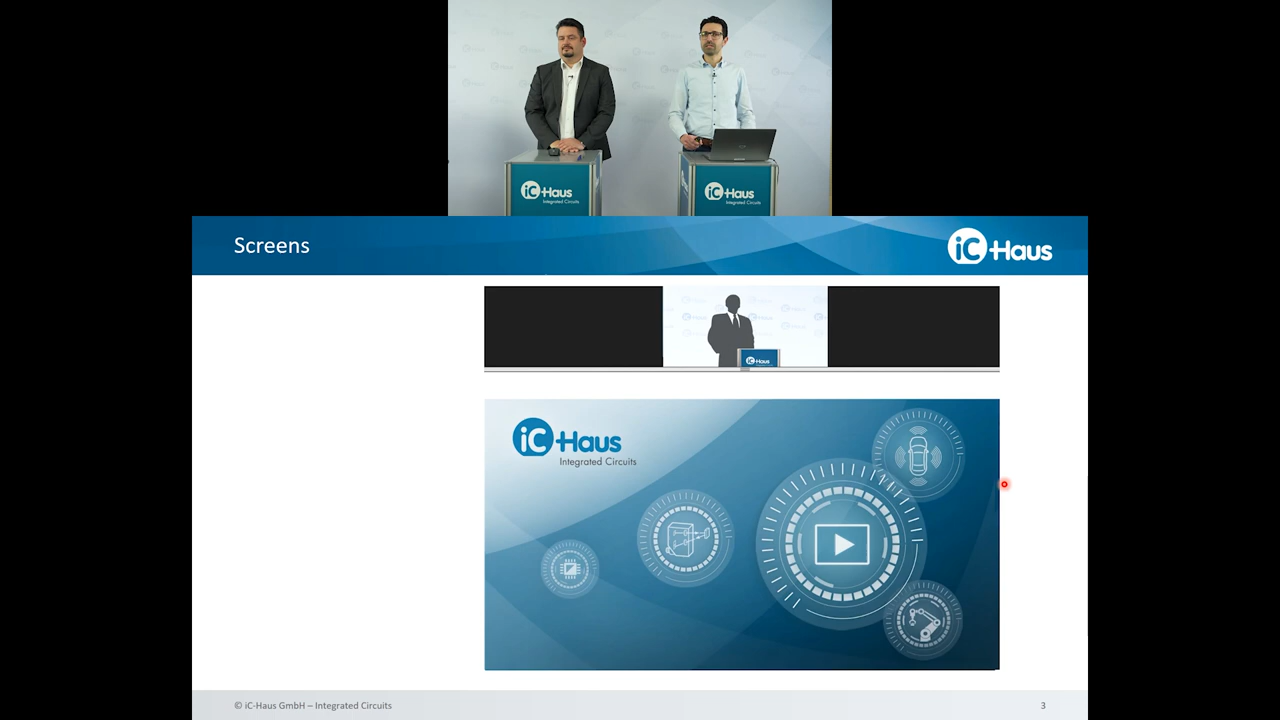 iC Haus
Integrated Circuits
iC Haus
Integrated Circuits
Screens
iC Haus
iC Haus
iC Haus
Integrated Circuits
© iC-Haus GmbH – Integrated Circuits
3